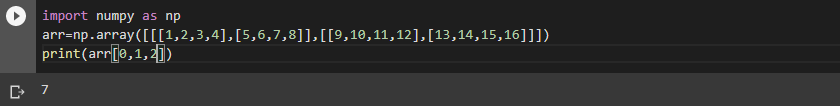 import numpy as np
arr=np.array([[[1,2,3,4],[5,6,7,8]],[[9,10,11,12],[13,14,15,16]]])
print(arr[0,1,2])
7